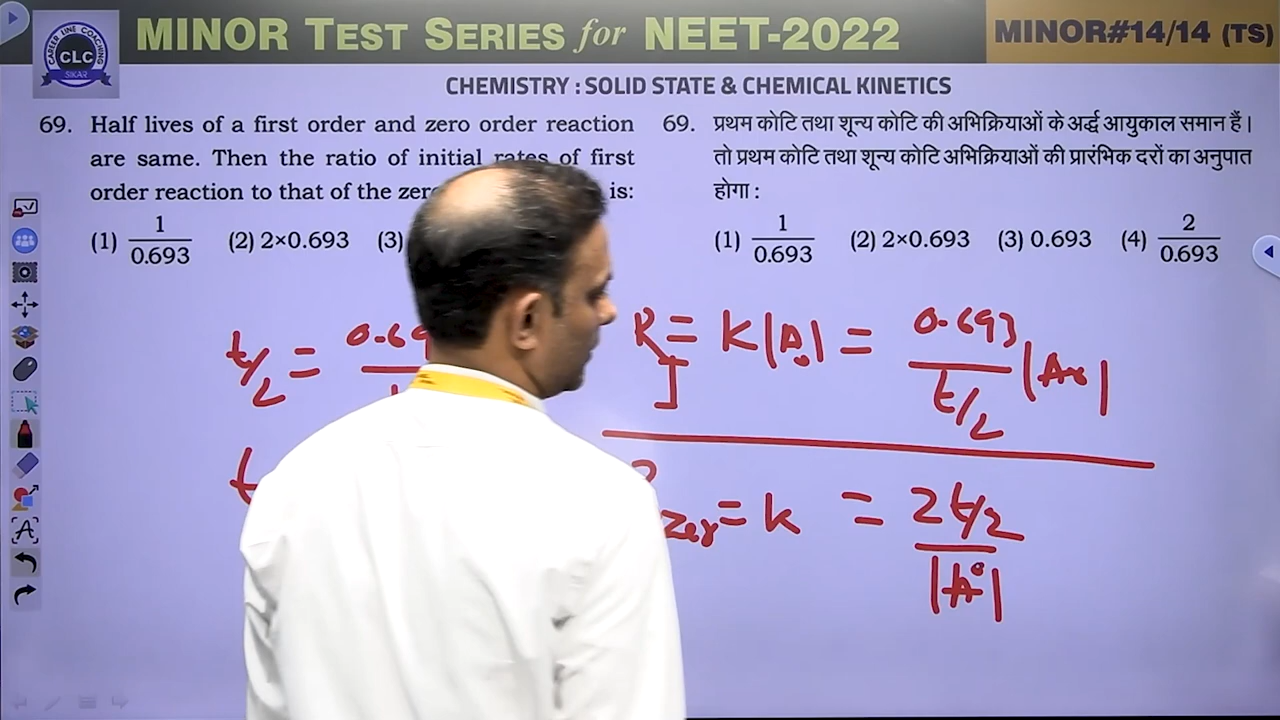 CAREER LINE COACHING
CLC
SIKAR
MINOR TEST SERIES for NEET-2022
MINOR#14/14 (TS)
CHEMISTRY : SOLID STATE & CHEMICAL KINETICS
69. Half lives of a first order and zero order reaction
are same. Then the ratio of initial rates of first
order reaction to that of the zer is:
(1) 1/0.693 (2) 2×0.693 (3)
69. प्रथम कोटि तथा शून्य कोटि की अभिक्रियाओं के अर्द्ध आयुकाल समान हैं।
तो प्रथम कोटि तथा शून्य कोटि अभिक्रियाओं की प्रारंभिक दरों का अनुपात
होगा :
(1) 1/0.693 (2) 2×0.693 (3) 0.693 (4) 2/0.693
t/2 = 0.69
R_I = K|A₀| = 0.693/t/2 |A₀|
t
zer = k = 2t/2/|A°|